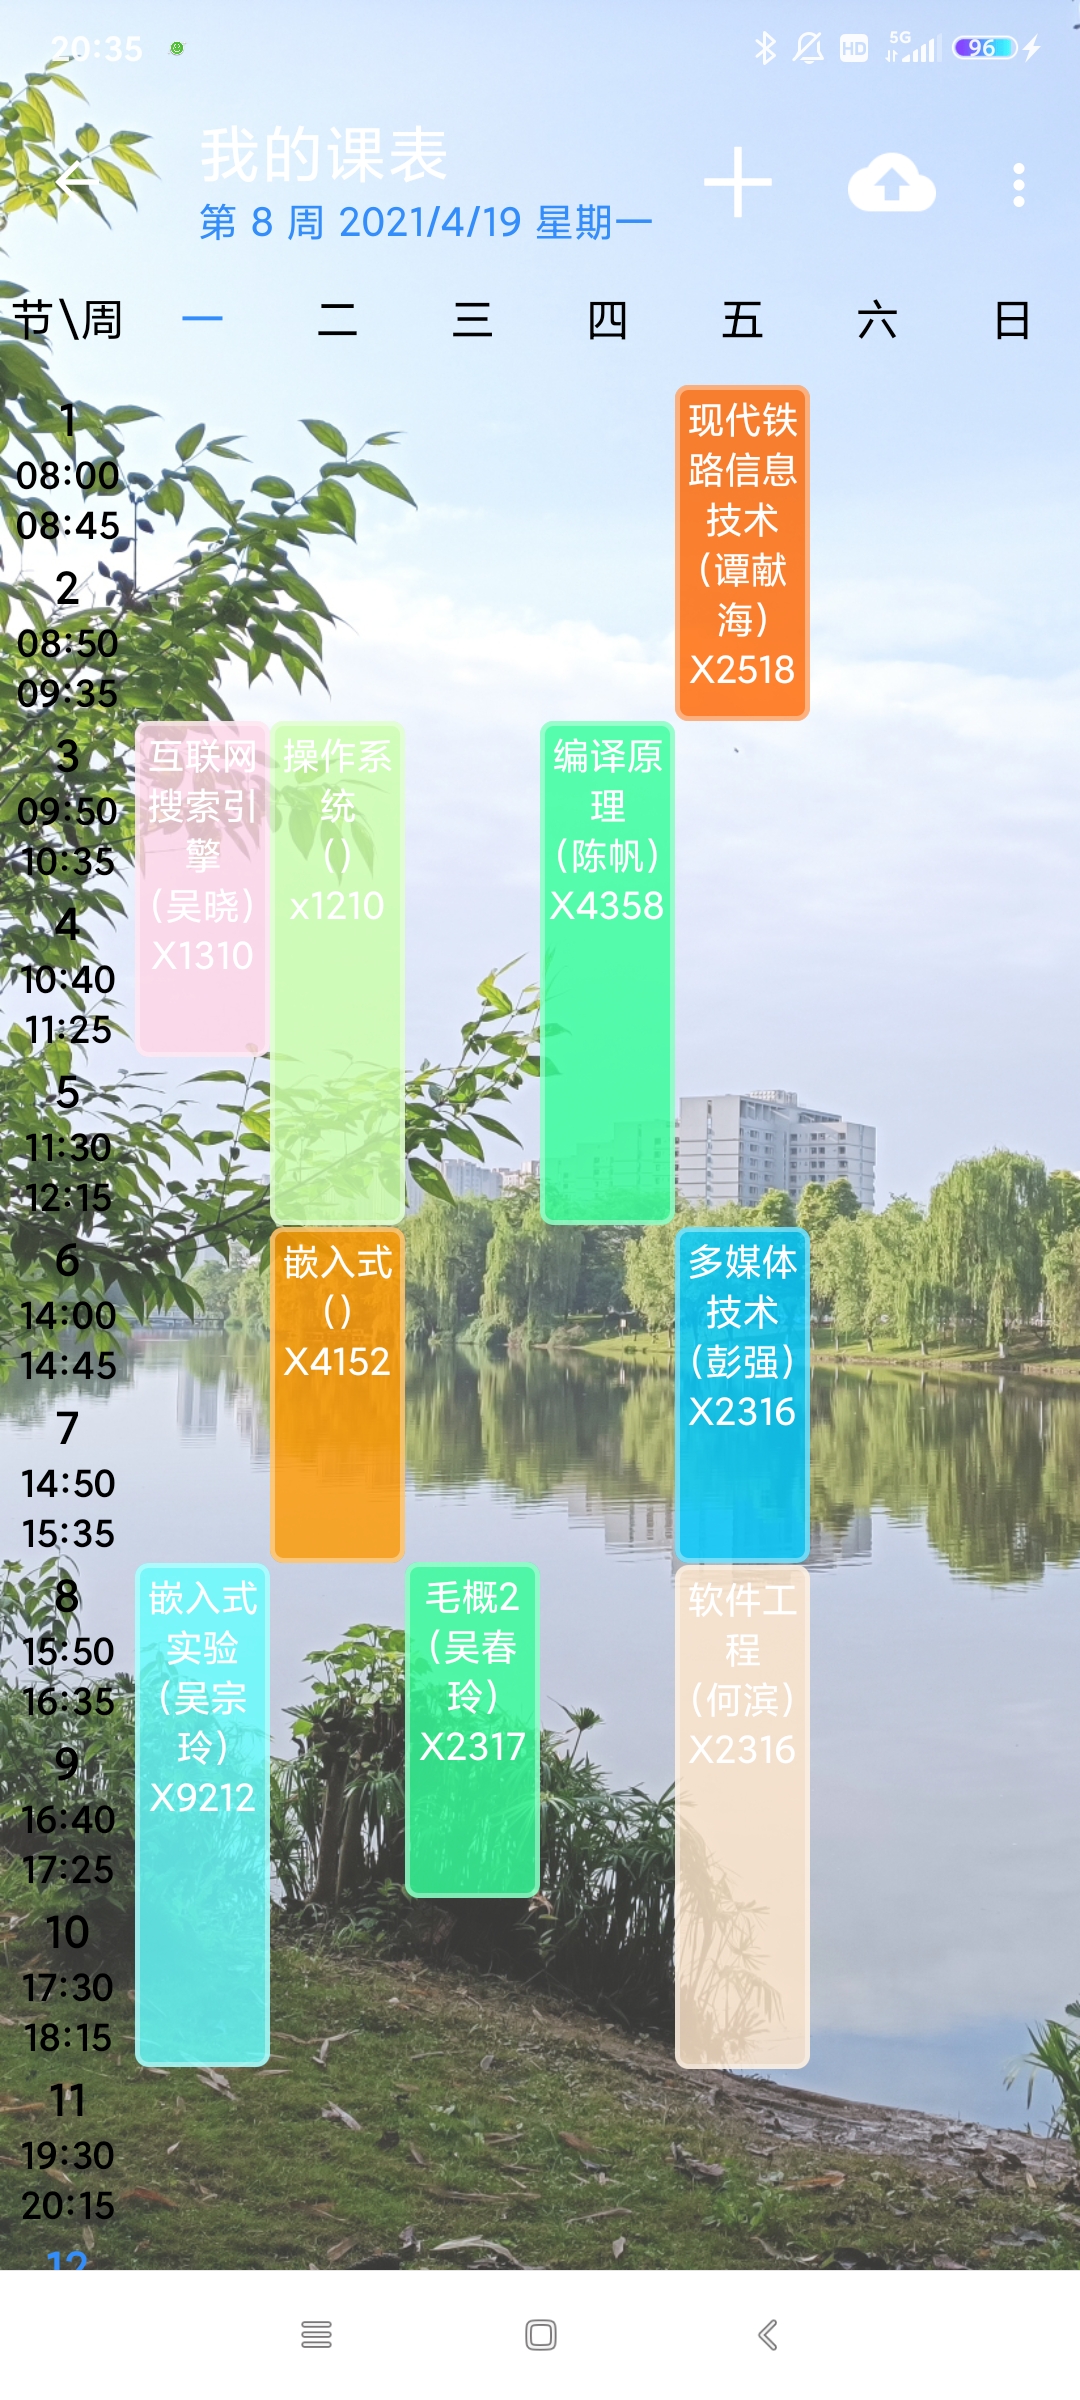 20:35
HD 5G 96
我的课表
第 8 周 2021/4/19 星期一
节\周 一 二 三 四 五 六 日
1
08:00
08:45
2
08:50
09:35
3
09:50
10:35
4
10:40
11:25
5
11:30
12:15
6
14:00
14:45
7
14:50
15:35
8
15:50
16:35
9
16:40
17:25
10
17:30
18:15
11
19:30
20:15
12
互联网
搜索引
擎
(吴晓)
X1310
嵌入式
实验
(吴宗
玲)
X9212
操作系
统
()
x1210
嵌入式
()
X4152
毛概2
(吴春
玲)
X2317
编译原
理
(陈帆)
X4358
现代铁
路信息
技术
(谭献
海)
X2518
多媒体
技术
(彭强)
X2316
软件工
程
(何滨)
X2316